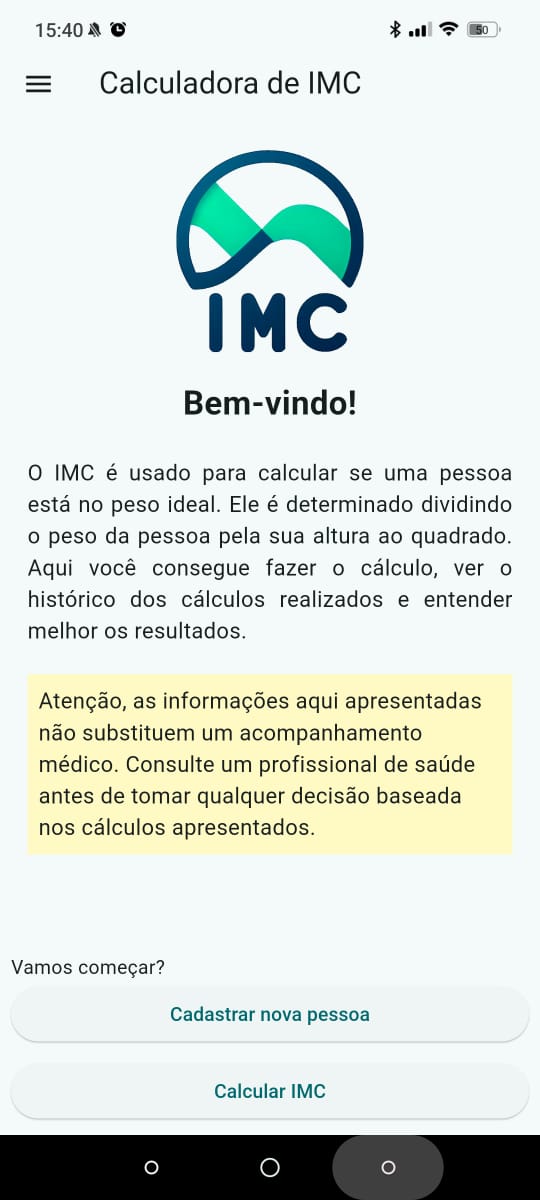 15:40
50
Calculadora de IMC
IMC
Bem-vindo!
O IMC é usado para calcular se uma pessoa
está no peso ideal. Ele é determinado dividindo
o peso da pessoa pela sua altura ao quadrado.
Aqui você consegue fazer o cálculo, ver o
histórico dos cálculos realizados e entender
melhor os resultados.
Atenção, as informações aqui apresentadas
não substituem um acompanhamento
médico. Consulte um profissional de saúde
antes de tomar qualquer decisão baseada
nos cálculos apresentados.
Vamos começar?
Cadastrar nova pessoa
Calcular IMC